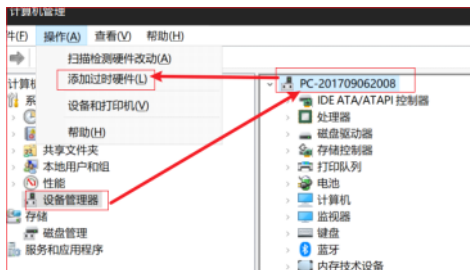 计算机管理
件(F) 操作(A) 查看(V) 帮助(H)
扫描检测硬件改动(A)
添加过时硬件(L)
设备和打印机(V)
帮助(H)
计算机
系
共享文件夹
本地用户和组
性能
设备管理器
存储
磁盘管理
服务和应用程序
PC-201709062008
IDE ATA/ATAPI 控制器
处理器
磁盘驱动器
存储控制器
打印队列
电池
计算机
监视器
键盘
蓝牙
内存技术设备